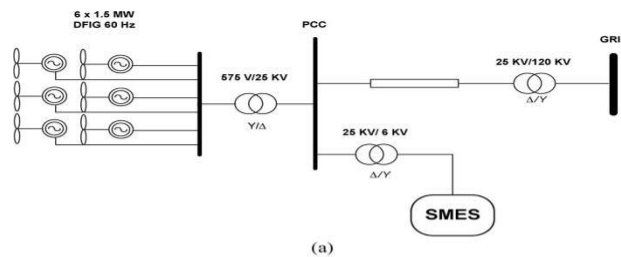 6 x 1.5 MW
DFIG 60 Hz
PCC
GRI
575 V/25 KV
Y/Δ
25 KV/120 KV
Δ/Y
25 KV/ 6 KV
Δ/Y
SMES
(a)